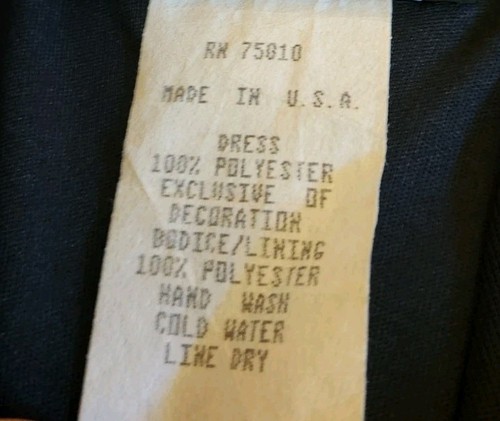 RN 75010
MADE IN U.S.A.
DRESS
100% POLYESTER
EXCLUSIVE OF
DECORATION
BODICE/LINING
100% POLYESTER
HAND WASH
COLD WATER
LINE DRY